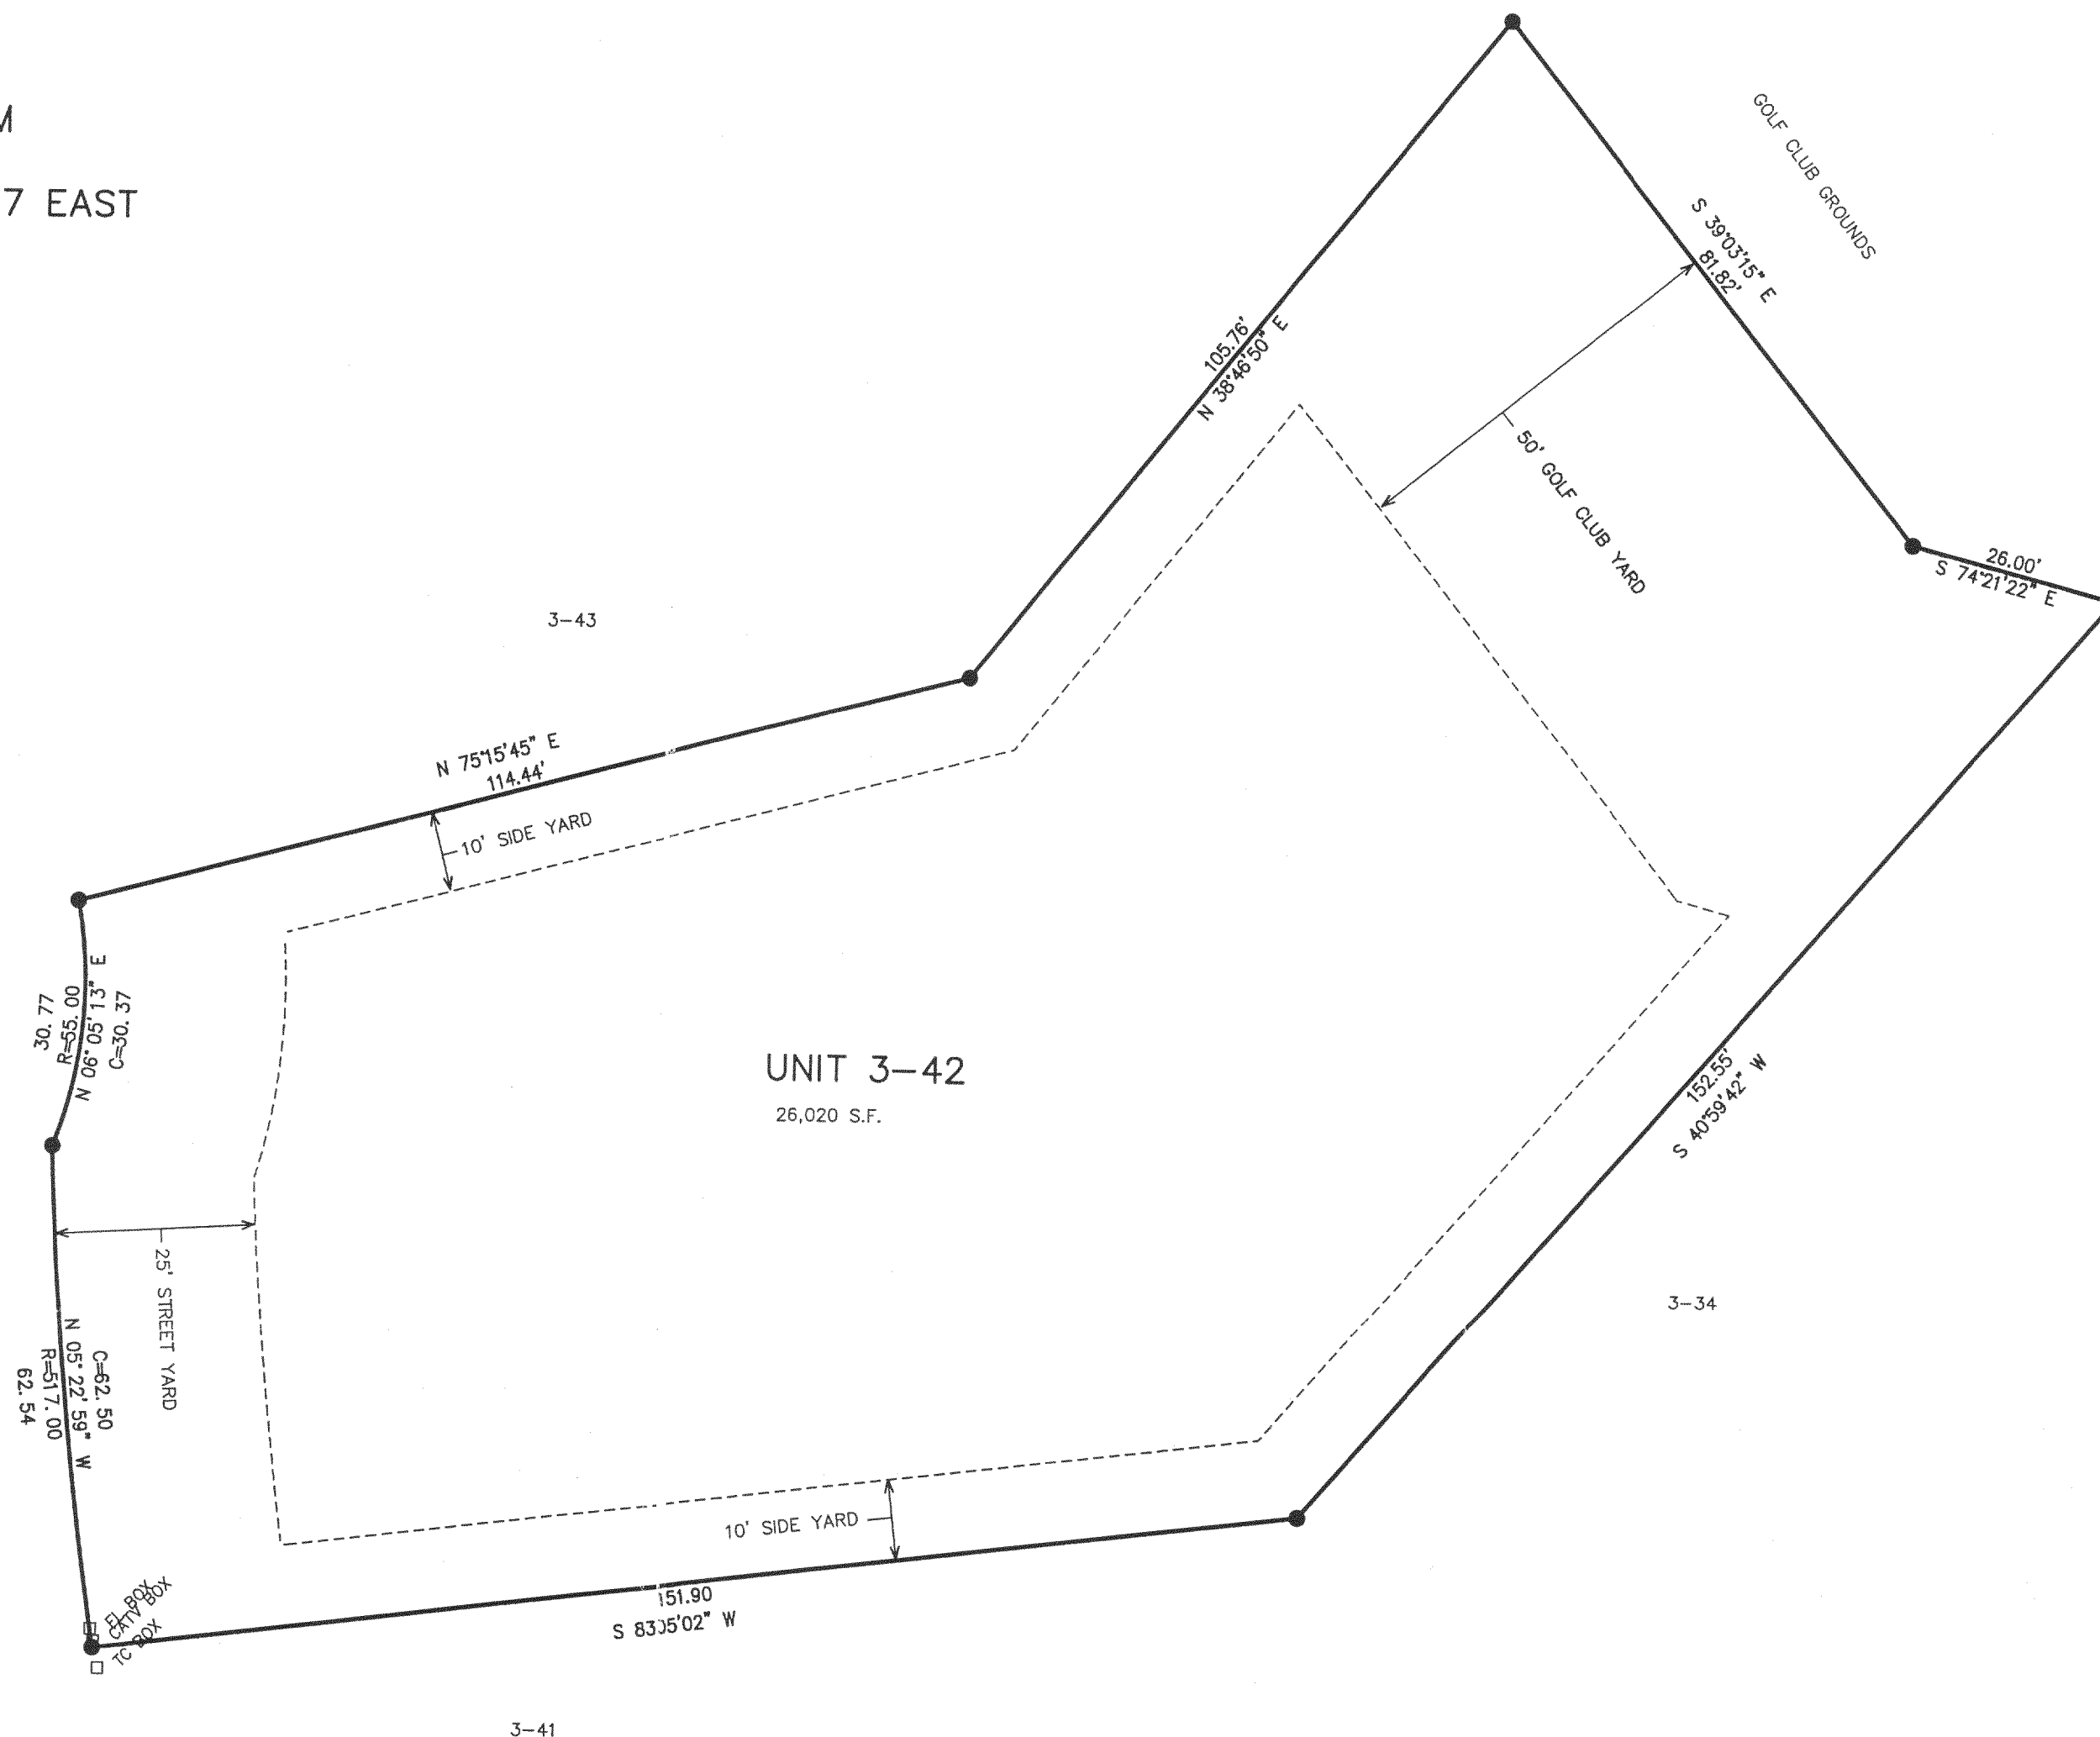 7 EAST
GOLF CLUB GROUNDS
S 39°03'15" E
81.82'
105.76'
N 38°46'50" E
50' GOLF CLUB YARD
26.00'
S 74°21'22" E
3-43
N 75°15'45" E
114.44'
10' SIDE YARD
30.77
R=55.00
N 06° 05' 13" E
C=30.37
UNIT 3-42
26,020 S.F.
152.55'
S 40°59'42" W
25' STREET YARD
3-34
C=62.50
N 05° 22' 59" W
R=517.00
62.54
10' SIDE YARD
151.90
EL BOX
CATV BOX
TC BOX
3-41